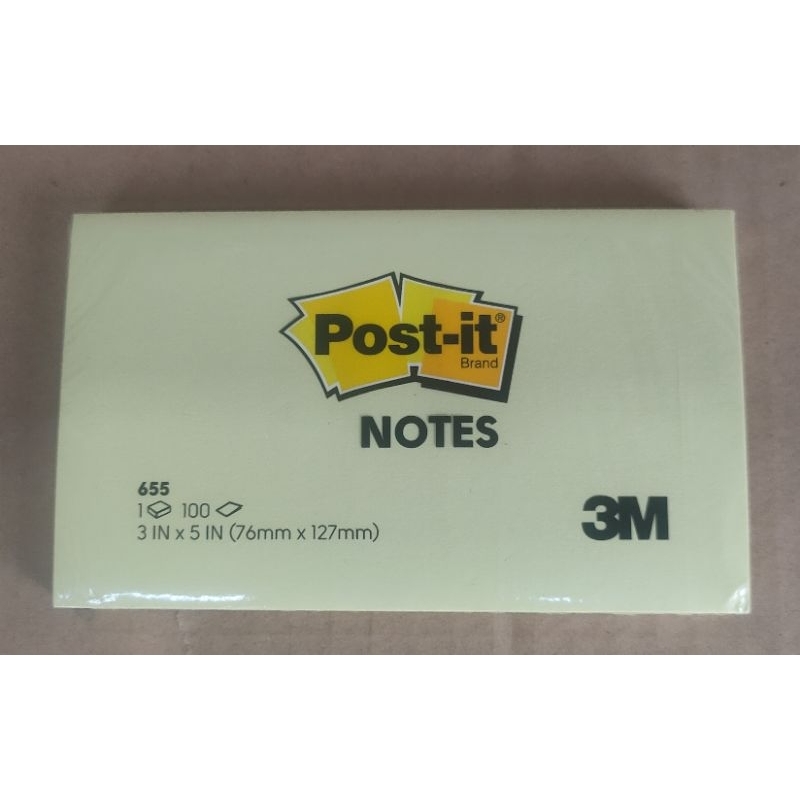 Post-it®
Brand
NOTES
655
1 100
3 IN x 5 IN (76mm x 127mm)
3M